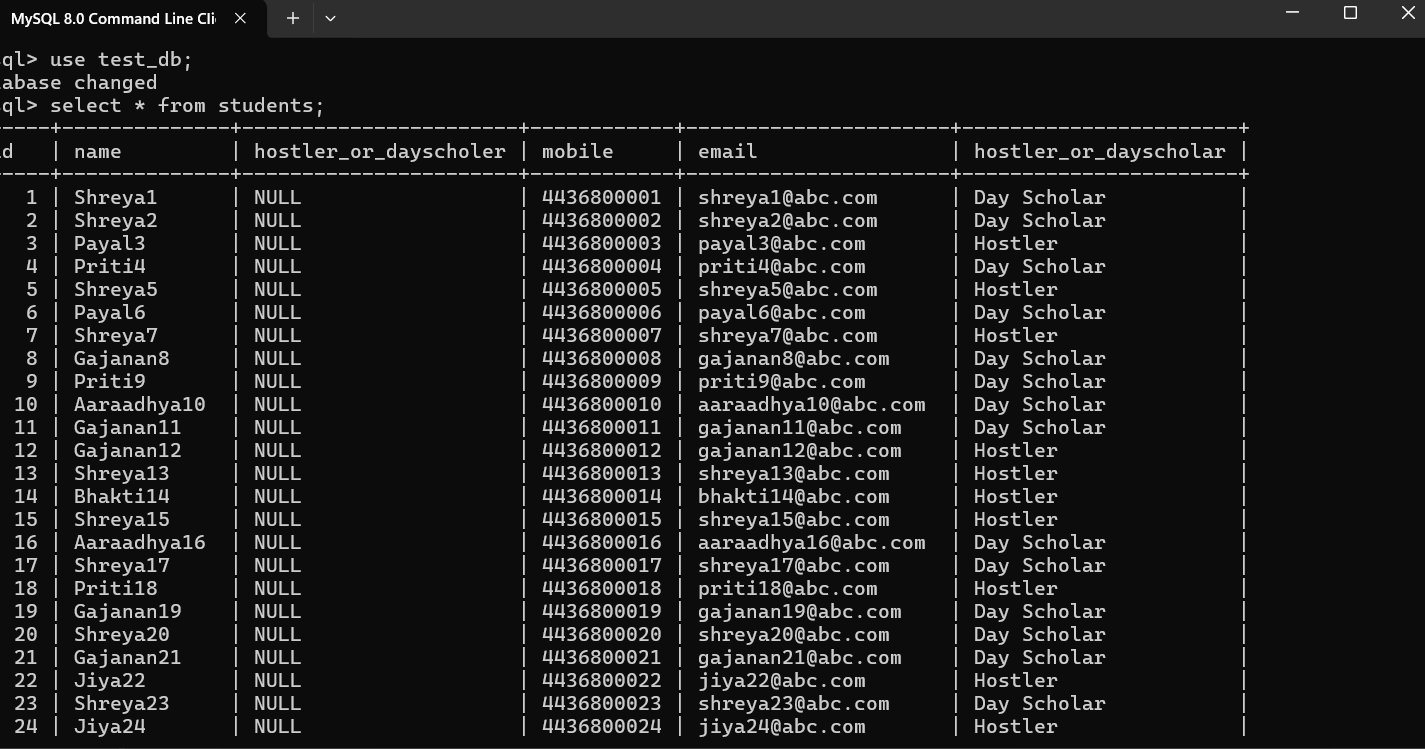 MySQL 8.0 Command Line Cli
ql> use test_db;
abase changed
ql> select * from students;
-----+--------------+-----------------------+------------+----------------------+-----------------------+
d | name | hostler_or_dayscholer | mobile | email | hostler_or_dayscholar |
-----+--------------+-----------------------+------------+----------------------+-----------------------+
1 | Shreya1 | NULL | 4436800001 | shreya1@abc.com | Day Scholar |
2 | Shreya2 | NULL | 4436800002 | shreya2@abc.com | Day Scholar |
3 | Payal3 | NULL | 4436800003 | payal3@abc.com | Hostler |
4 | Priti4 | NULL | 4436800004 | priti4@abc.com | Day Scholar |
5 | Shreya5 | NULL | 4436800005 | shreya5@abc.com | Hostler |
6 | Payal6 | NULL | 4436800006 | payal6@abc.com | Day Scholar |
7 | Shreya7 | NULL | 4436800007 | shreya7@abc.com | Hostler |
8 | Gajanan8 | NULL | 4436800008 | gajanan8@abc.com | Day Scholar |
9 | Priti9 | NULL | 4436800009 | priti9@abc.com | Day Scholar |
10 | Aaraadhya10 | NULL | 4436800010 | aaraadhya10@abc.com | Day Scholar |
11 | Gajanan11 | NULL | 4436800011 | gajanan11@abc.com | Day Scholar |
12 | Gajanan12 | NULL | 4436800012 | gajanan12@abc.com | Hostler |
13 | Shreya13 | NULL | 4436800013 | shreya13@abc.com | Hostler |
14 | Bhakti14 | NULL | 4436800014 | bhakti14@abc.com | Hostler |
15 | Shreya15 | NULL | 4436800015 | shreya15@abc.com | Hostler |
16 | Aaraadhya16 | NULL | 4436800016 | aaraadhya16@abc.com | Day Scholar |
17 | Shreya17 | NULL | 4436800017 | shreya17@abc.com | Day Scholar |
18 | Priti18 | NULL | 4436800018 | priti18@abc.com | Hostler |
19 | Gajanan19 | NULL | 4436800019 | gajanan19@abc.com | Day Scholar |
20 | Shreya20 | NULL | 4436800020 | shreya20@abc.com | Day Scholar |
21 | Gajanan21 | NULL | 4436800021 | gajanan21@abc.com | Day Scholar |
22 | Jiya22 | NULL | 4436800022 | jiya22@abc.com | Hostler |
23 | Shreya23 | NULL | 4436800023 | shreya23@abc.com | Day Scholar |
24 | Jiya24 | NULL | 4436800024 | jiya24@abc.com | Hostler |